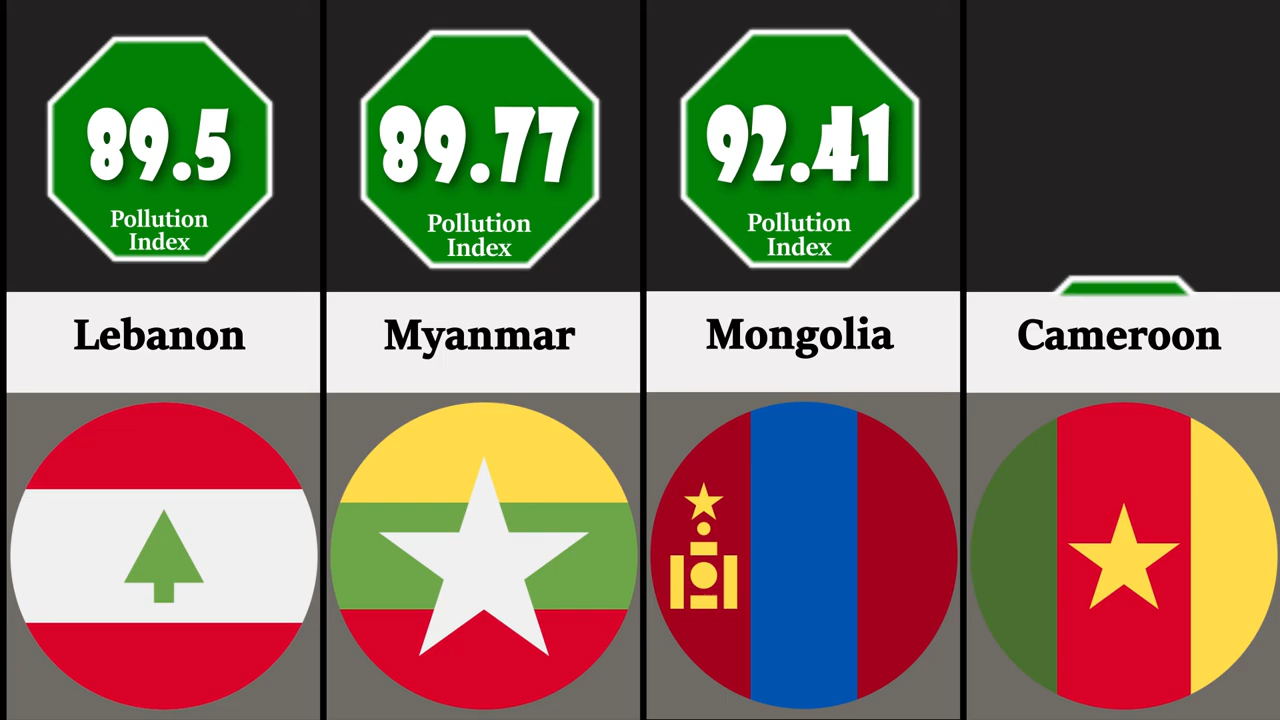 89.5
Pollution
Index
Lebanon
89.77
Pollution
Index
Myanmar
92.41
Pollution
Index
Mongolia
Cameroon